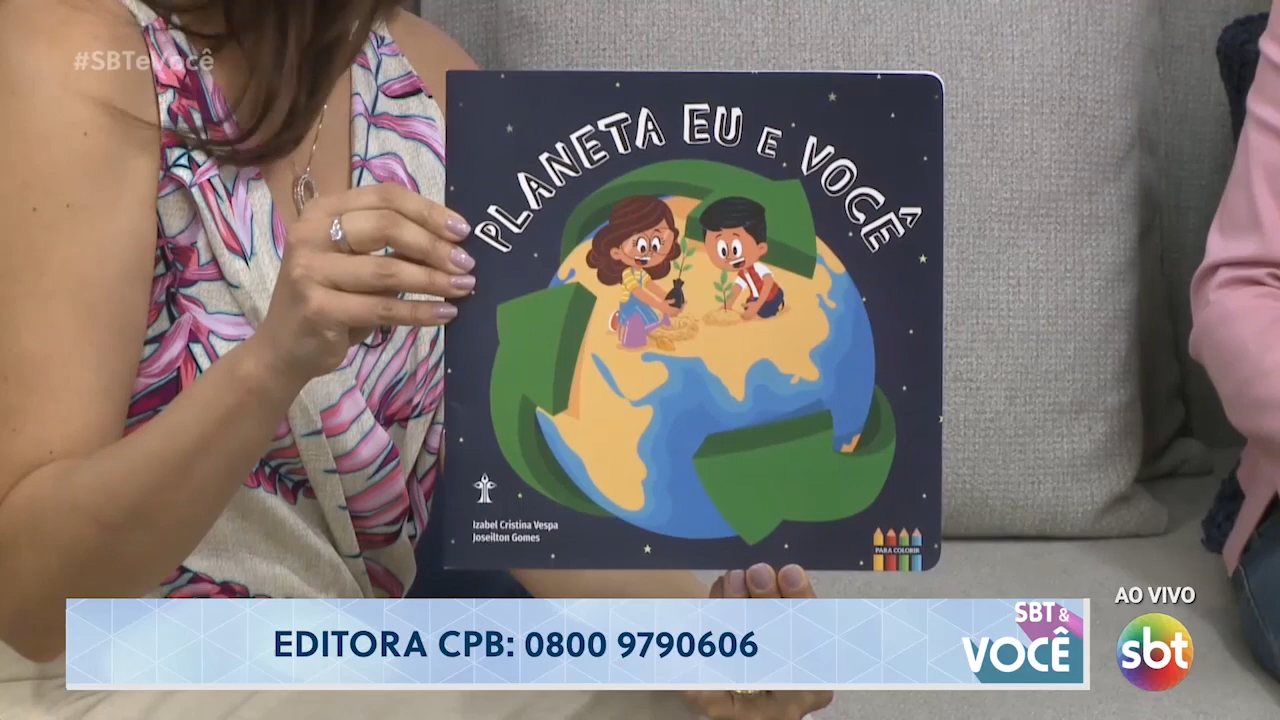 #SBTeVocê
PLANETA EU E VOCÊ
Izabel Cristina Vespa
Joseilton Gomes
PARA COLORIR
EDITORA CPB: 0800 9790606
SBT &
VOCÊ
AO VIVO
sbt